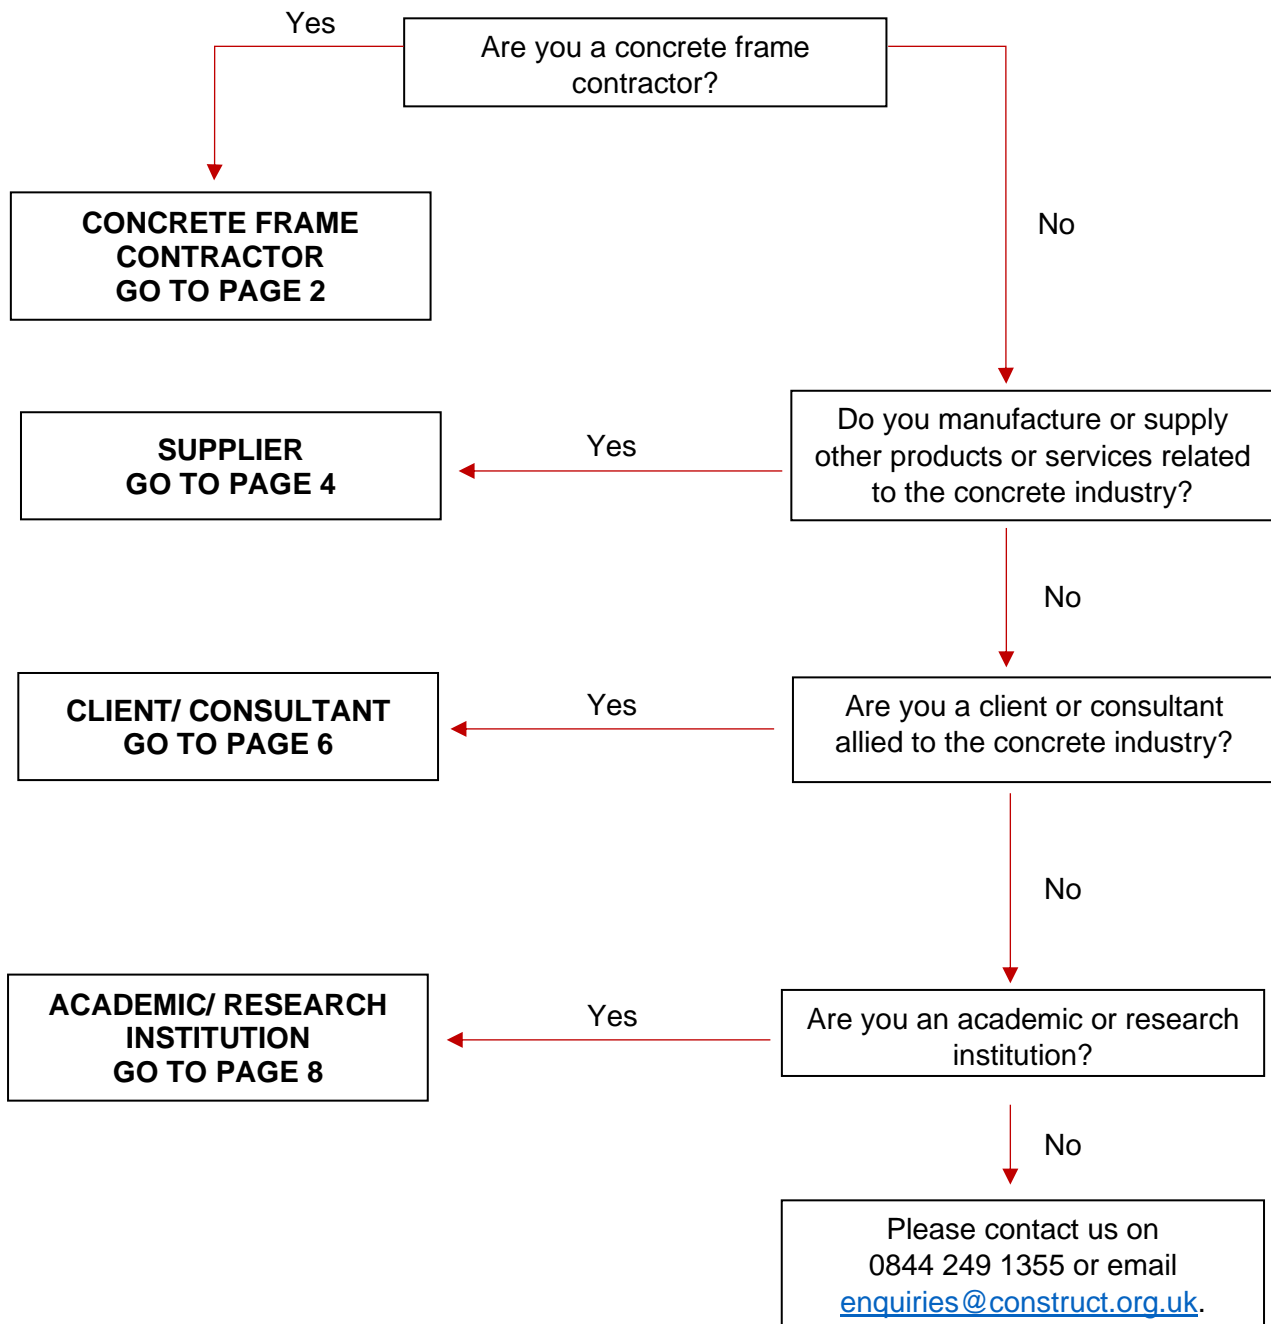 Yes
Are you a concrete frame
contractor?
CONCRETE FRAME
CONTRACTOR
GO TO PAGE 2
No
Do you manufacture or supply
other products or services related
to the concrete industry?
Yes
SUPPLIER
GO TO PAGE 4
No
Are you a client or consultant
allied to the concrete industry?
Yes
CLIENT/ CONSULTANT
GO TO PAGE 6
No
Are you an academic or research
institution?
Yes
ACADEMIC/ RESEARCH
INSTITUTION
GO TO PAGE 8
No
Please contact us on
0844 249 1355 or email
enquiries@construct.org.uk.